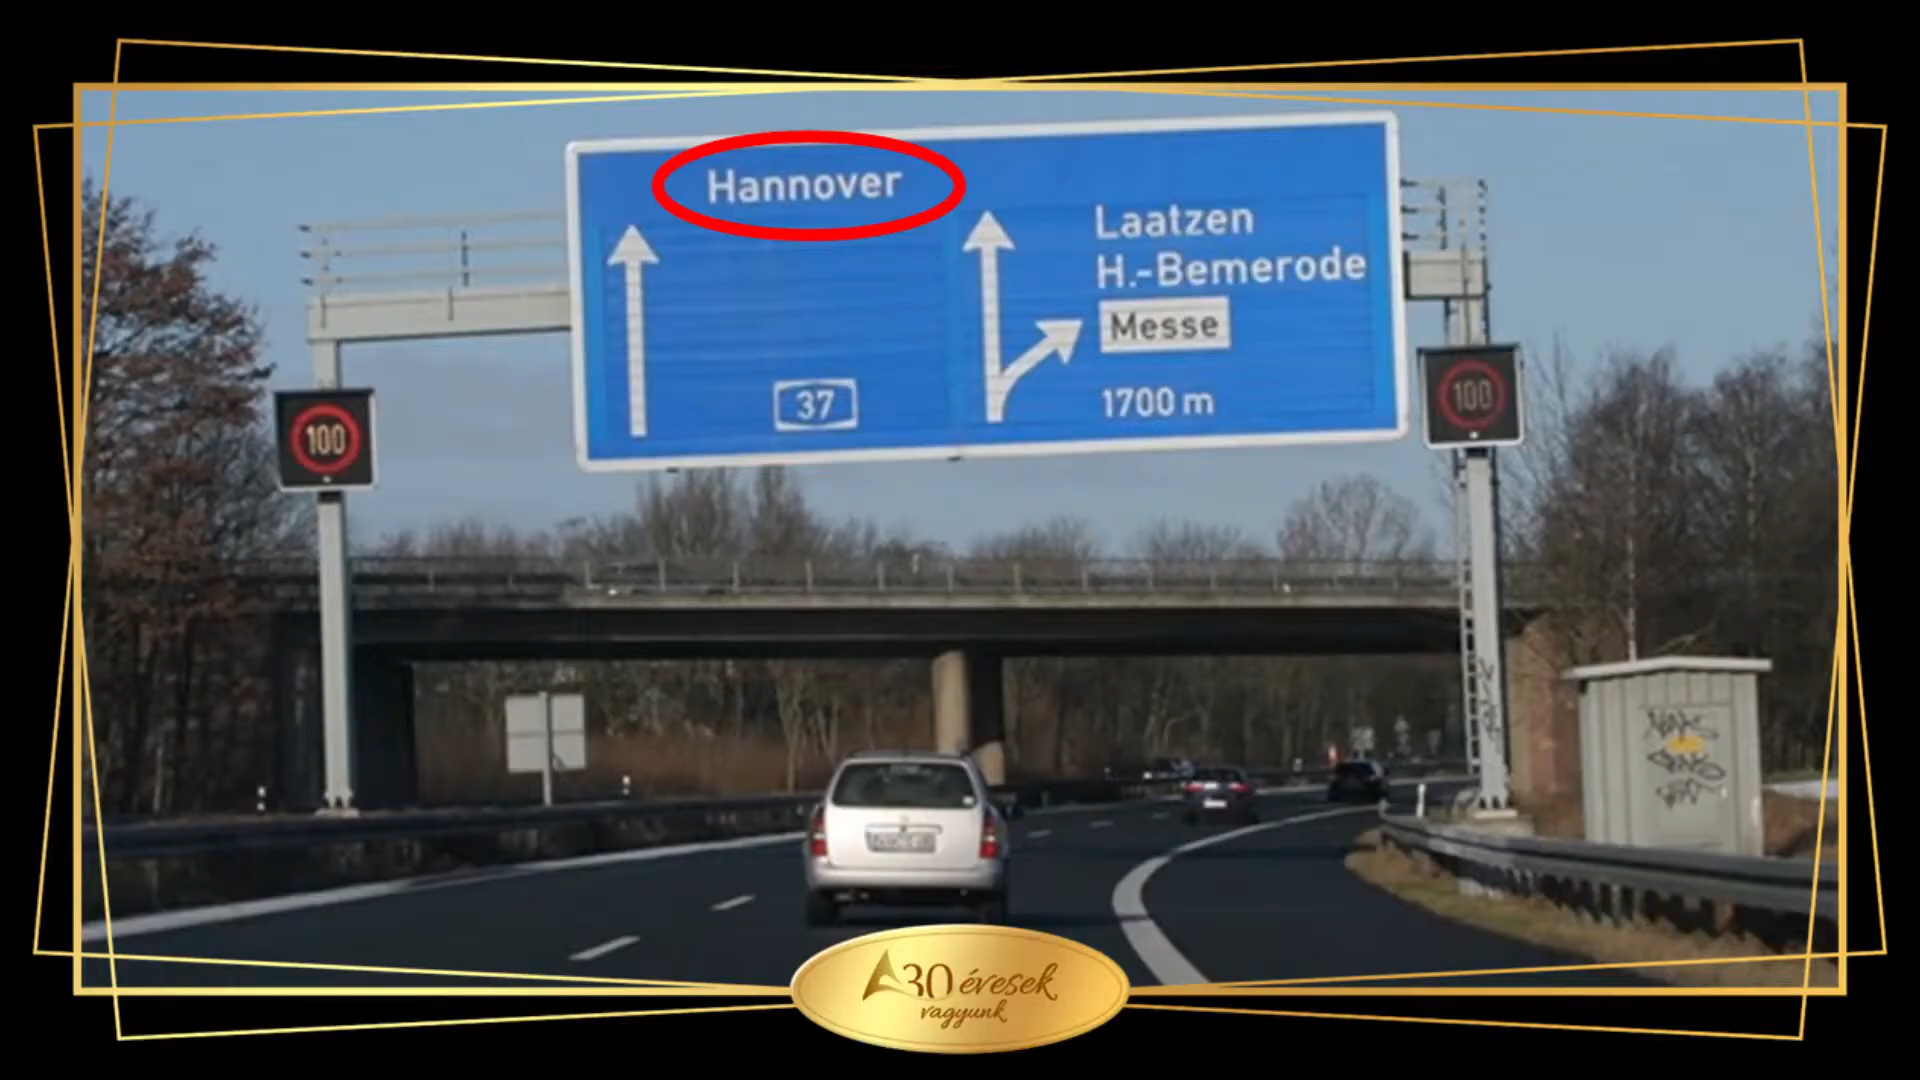 Hannover
Laatzen
H.-Bemerode
Messe
37
1700 m
100
100
30 évesek
vagyunk